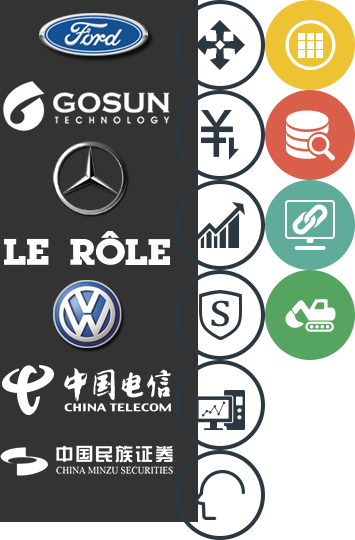 Ford
GOSUN
TECHNOLOGY
LE RÔLE
中国电信
CHINA TELECOM
中国民族证券
CHINA MINZU SECURITIES
¥
S